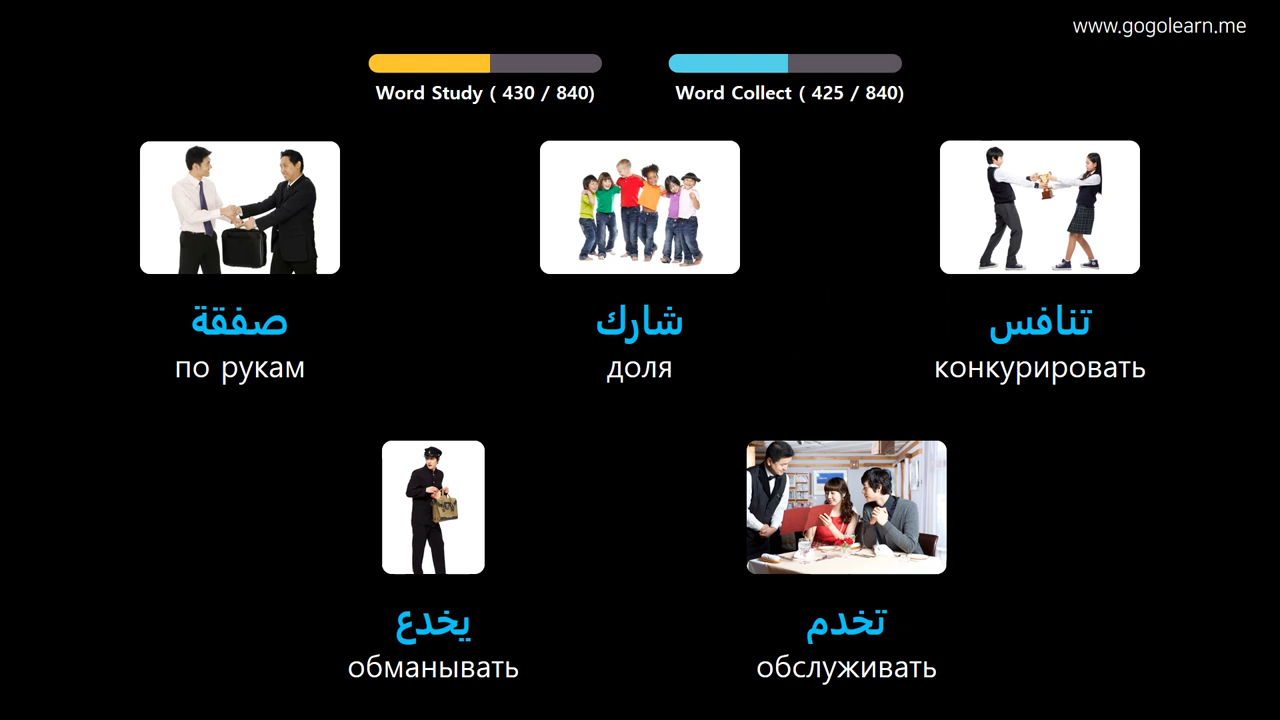 www.gogolearn.me
Word Study ( 430 / 840)
Word Collect ( 425 / 840)
صفقة
по рукам
شارك
доля
تنافس
конкурировать
يخدع
обманывать
تخدم
обслуживать